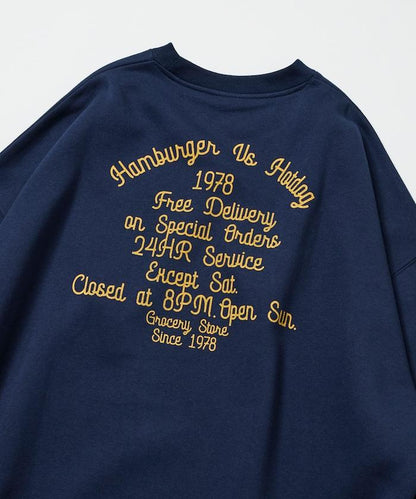 Hamburger Vs Hotdog
1978
Free Delivery
on Special Orders
24HR Service
Except Sat.
Closed at 8PM. Open Sun.
Grocery Store
Since 1978